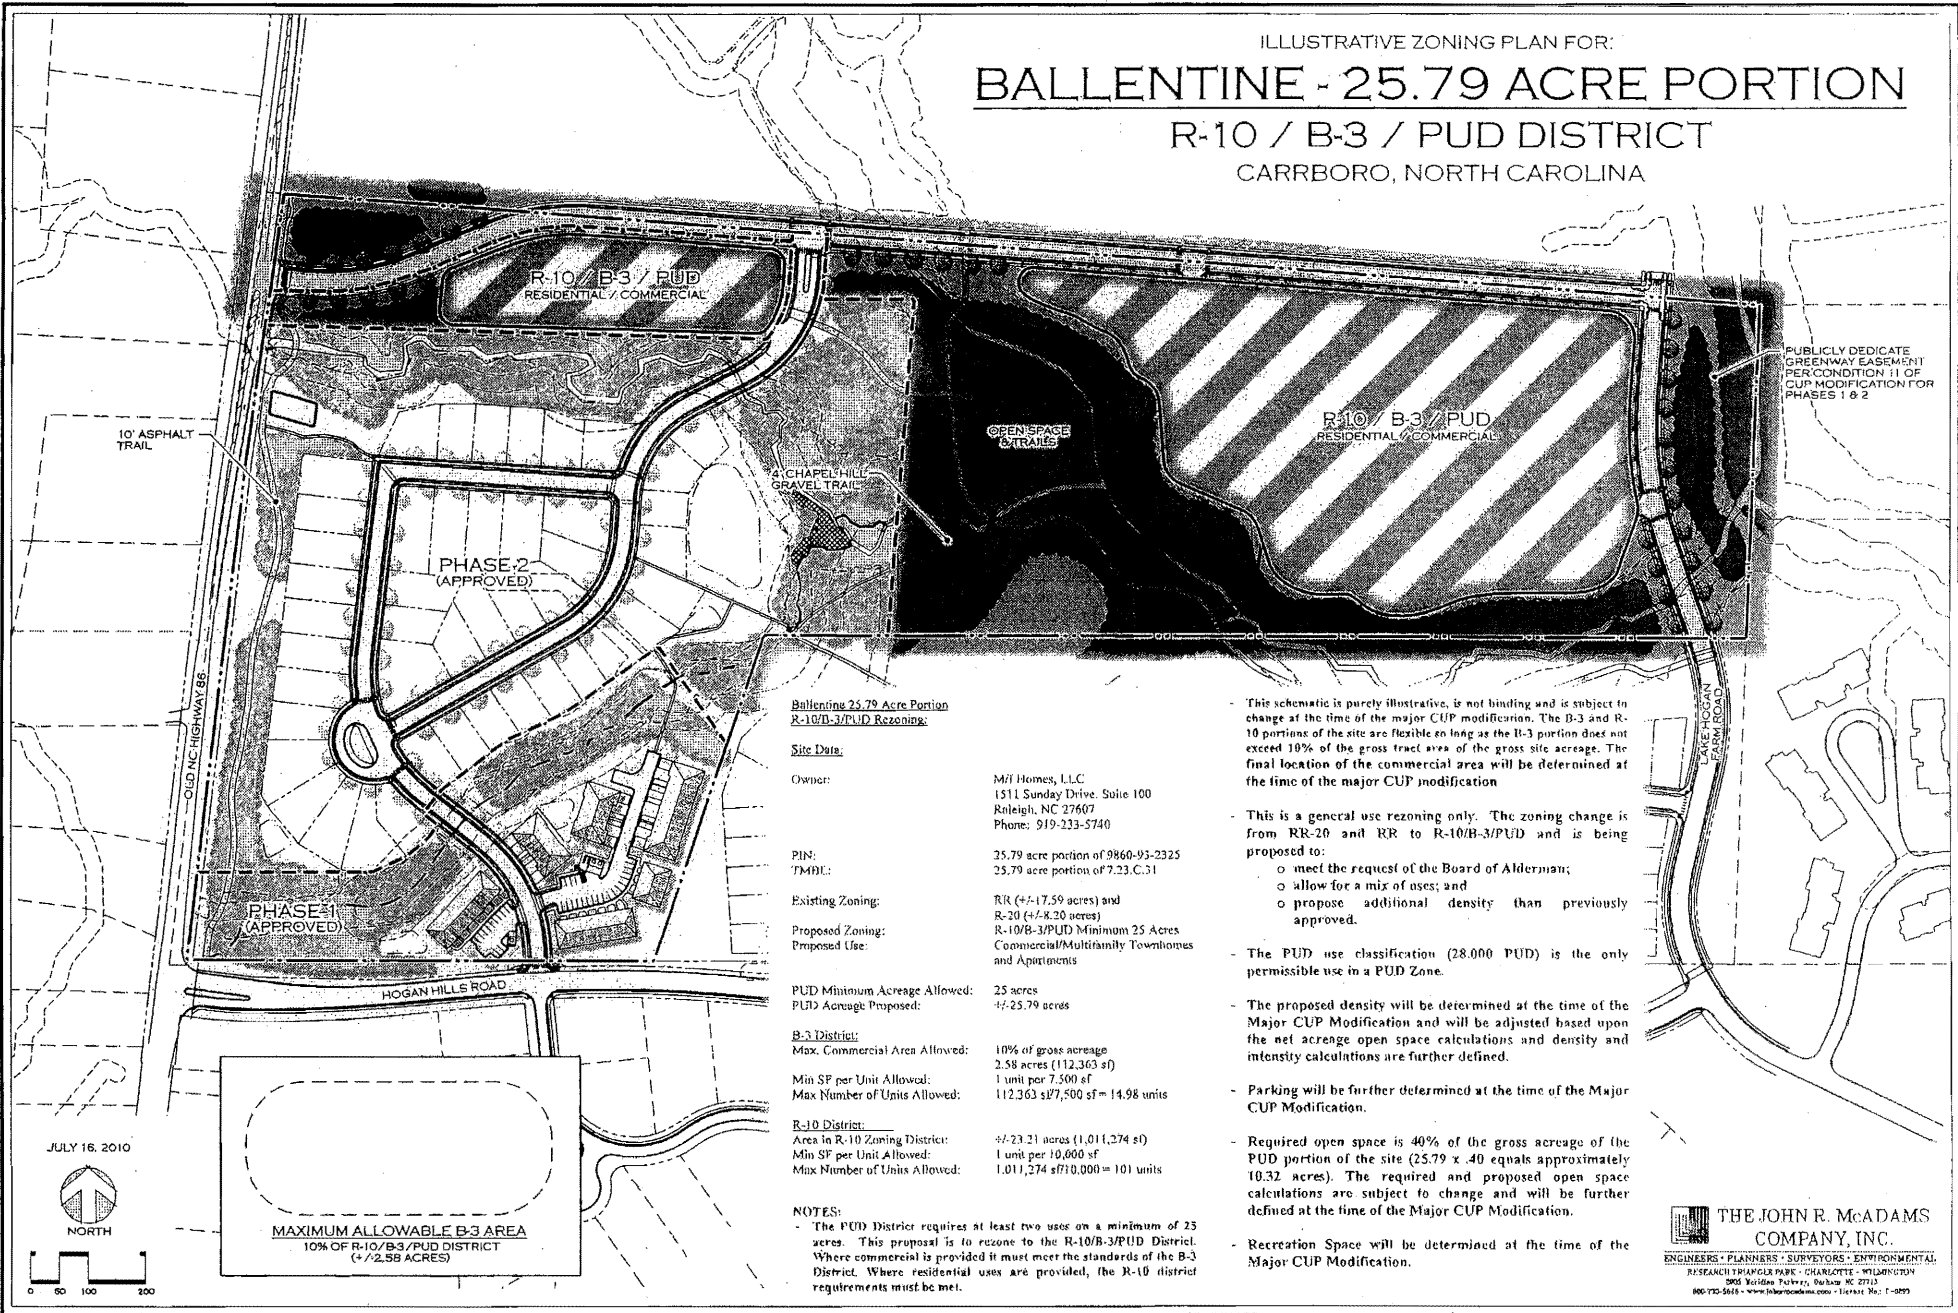 ILLUSTRATIVE ZONING PLAN FOR:
BALLENTINE - 25.79 ACRE PORTION
R-10 / B-3 / PUD DISTRICT
CARRBORO, NORTH CAROLINA
R-10 / B-3 / PUD
RESIDENTIAL / COMMERCIAL
PUBLICLY DEDICATE
GREENWAY EASEMENT
PER CONDITION 11 OF
CUP MODIFICATION FOR
PHASES 1 & 2
R-10 / B-3 / PUD
RESIDENTIAL / COMMERCIAL
OPEN SPACE
& TRAILS
10' ASPHALT
TRAIL
4' CHAPEL HILL
GRAVEL TRAIL
PHASE-2
(APPROVED)
OLD NC HIGHWAY 86
LAKE HOGAN
FARM ROAD
PHASE-1
(APPROVED)
HOGAN HILLS ROAD
Ballentine 25.79 Acre Portion
R-10/B-3/PUD Rezoning:
Site Data:
Owner: M/I Homes, LLC
1511 Sunday Drive, Suite 100
Raleigh, NC 27607
Phone: 919-233-5740
PIN: 25.79 acre portion of 9860-93-2325
TMBL: 25.79 acre portion of 7.23.C.31
Existing Zoning: RR (+/-17.59 acres) and
R-20 (+/-8.20 acres)
Proposed Zoning: R-10/B-3/PUD Minimum 25 Acres
Proposed Use: Commercial/Multifamily Townhomes
and Apartments
PUD Minimum Acreage Allowed: 25 acres
PUD Acreage Proposed: +/-25.79 acres
B-3 District:
Max. Commercial Area Allowed: 10% of gross acreage
2.58 acres (112,363 sf)
Min SF per Unit Allowed: 1 unit per 7,500 sf
Max Number of Units Allowed: 112,363 sf/7,500 sf = 14.98 units
R-10 District:
Area in R-10 Zoning District: +/-23.21 acres (1,011,274 sf)
Min SF per Unit Allowed: 1 unit per 10,000 sf
Max Number of Units Allowed: 1,011,274 sf/10,000 = 101 units
NOTES:
- The PUD District requires at least two uses on a minimum of 25
acres. This proposal is to rezone to the R-10/B-3/PUD District.
Where commercial is provided it must meet the standards of the B-3
District. Where residential uses are provided, the R-10 district
requirements must be met.
- This schematic is purely illustrative, is not binding and is subject to
change at the time of the major CUP modification. The B-3 and R-
10 portions of the site are flexible so long as the B-3 portion does not
exceed 10% of the gross tract area of the gross site acreage. The
final location of the commercial area will be determined at
the time of the major CUP modification
- This is a general use rezoning only. The zoning change is
from RR-20 and RR to R-10/B-3/PUD and is being
proposed to:
o meet the request of the Board of Alderman;
o allow for a mix of uses; and
o propose additional density than previously
approved.
- The PUD use classification (28.000 PUD) is the only
permissible use in a PUD Zone.
- The proposed density will be determined at the time of the
Major CUP Modification and will be adjusted based upon
the net acreage open space calculations and density and
intensity calculations are further defined.
- Parking will be further determined at the time of the Major
CUP Modification.
- Required open space is 40% of the gross acreage of the
PUD portion of the site (25.79 x .40 equals approximately
10.32 acres). The required and proposed open space
calculations are subject to change and will be further
defined at the time of the Major CUP Modification.
- Recreation Space will be determined at the time of the
Major CUP Modification.
JULY 16, 2010
NORTH
0 50 100 200
MAXIMUM ALLOWABLE B-3 AREA
10% OF R-10/B-3/PUD DISTRICT
(+/-2.58 ACRES)
THE JOHN R. McADAMS
COMPANY, INC.
ENGINEERS • PLANNERS • SURVEYORS • ENVIRONMENTAL
RESEARCH TRIANGLE PARK • CHARLOTTE • WILMINGTON
2905 Meridian Parkway, Durham NC 27713